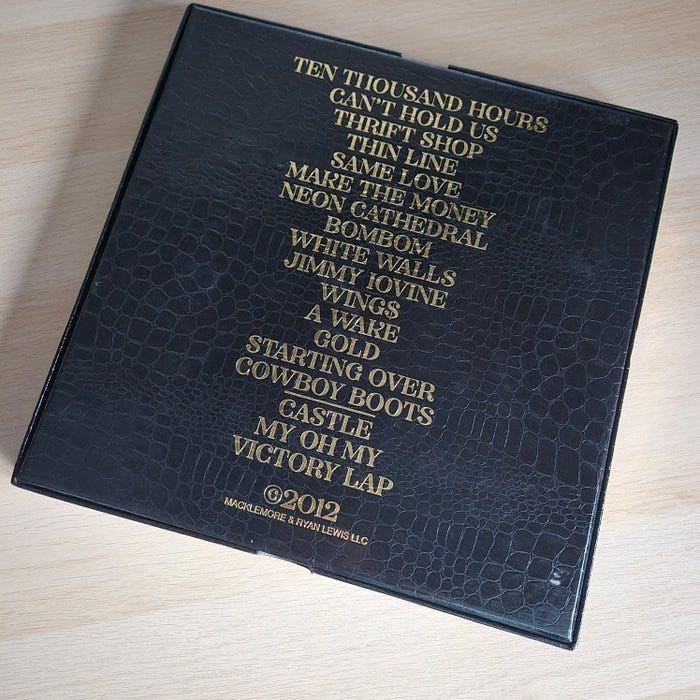 TEN THOUSAND HOURS
CAN'T HOLD US
THRIFT SHOP
THIN LINE
SAME LOVE
MAKE THE MONEY
NEON CATHEDRAL
BOMBOM
WHITE WALLS
JIMMY IOVINE
WING$
A WAKE
GOLD
STARTING OVER
COWBOY BOOTS
CASTLE
MY OH MY
VICTORY LAP
©2012
MACKLEMORE & RYAN LEWIS LLC